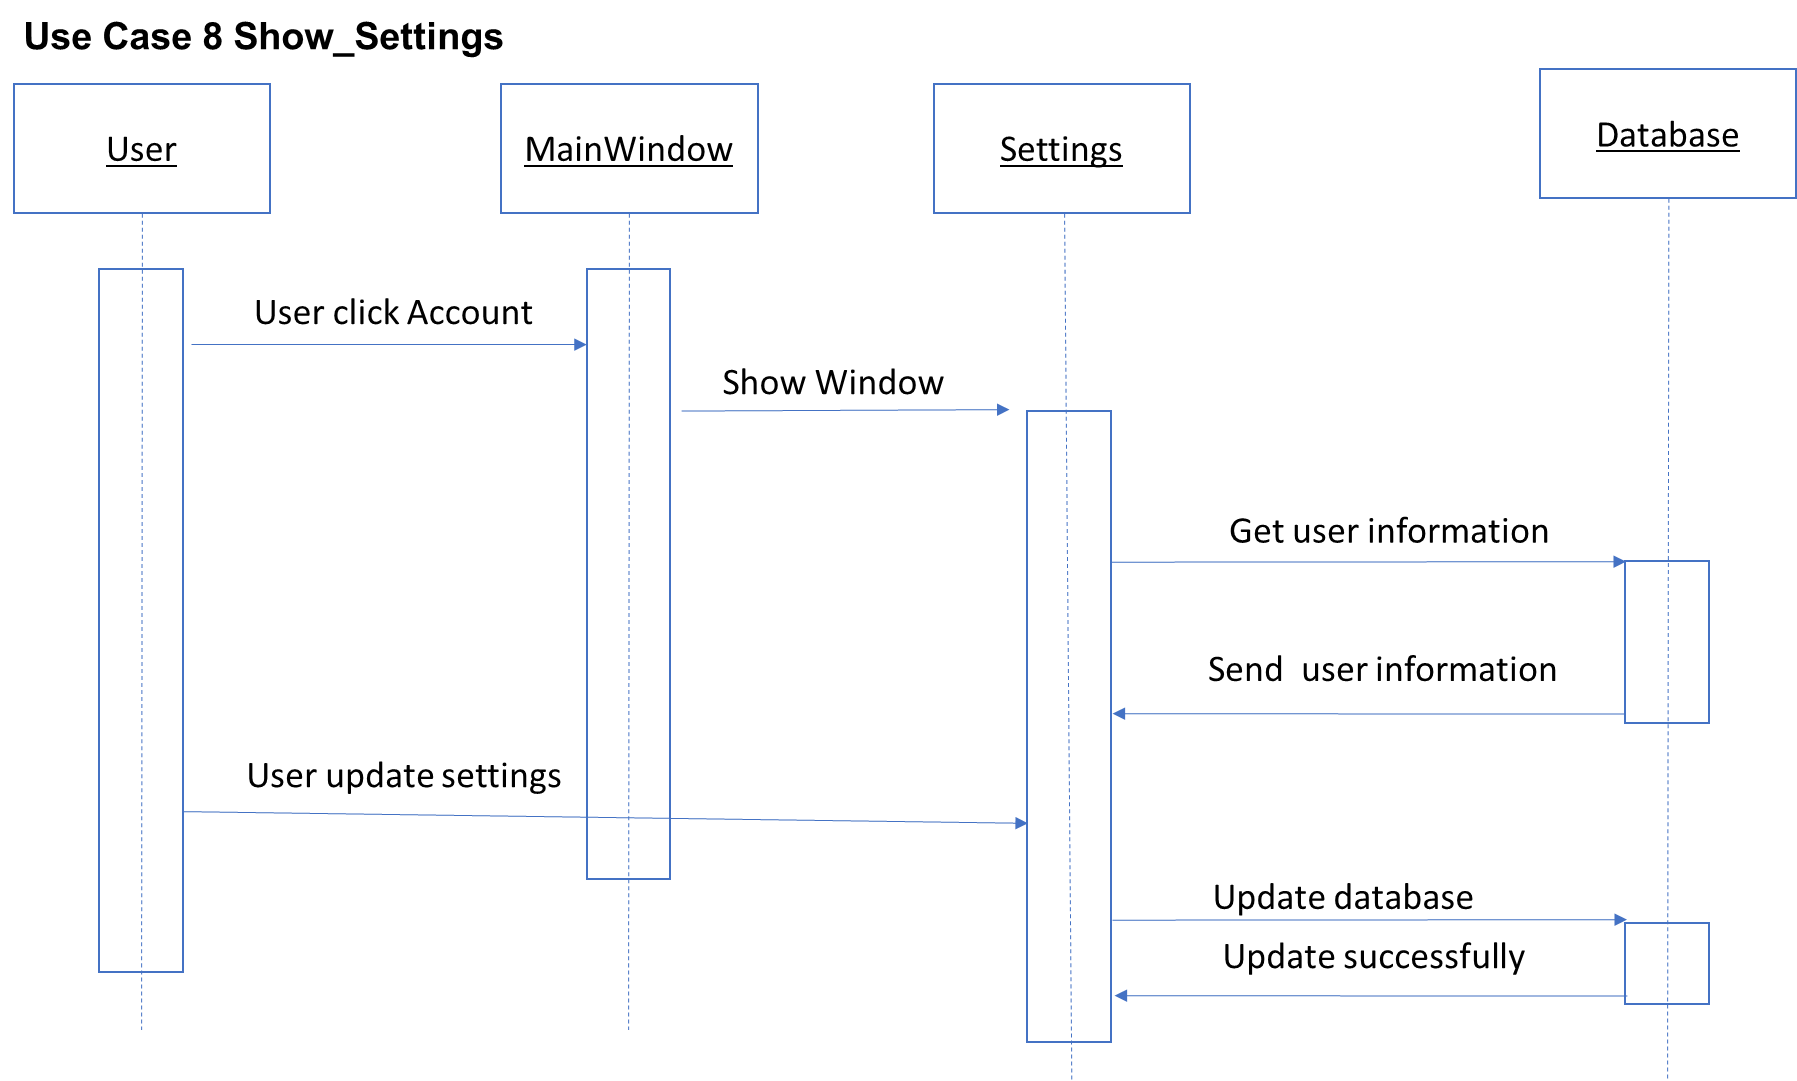 Use Case 8 Show_Settings
User
MainWindow
Settings
Database
User click Account
Show Window
Get user information
Send  user information
User update settings
Update database
Update successfully